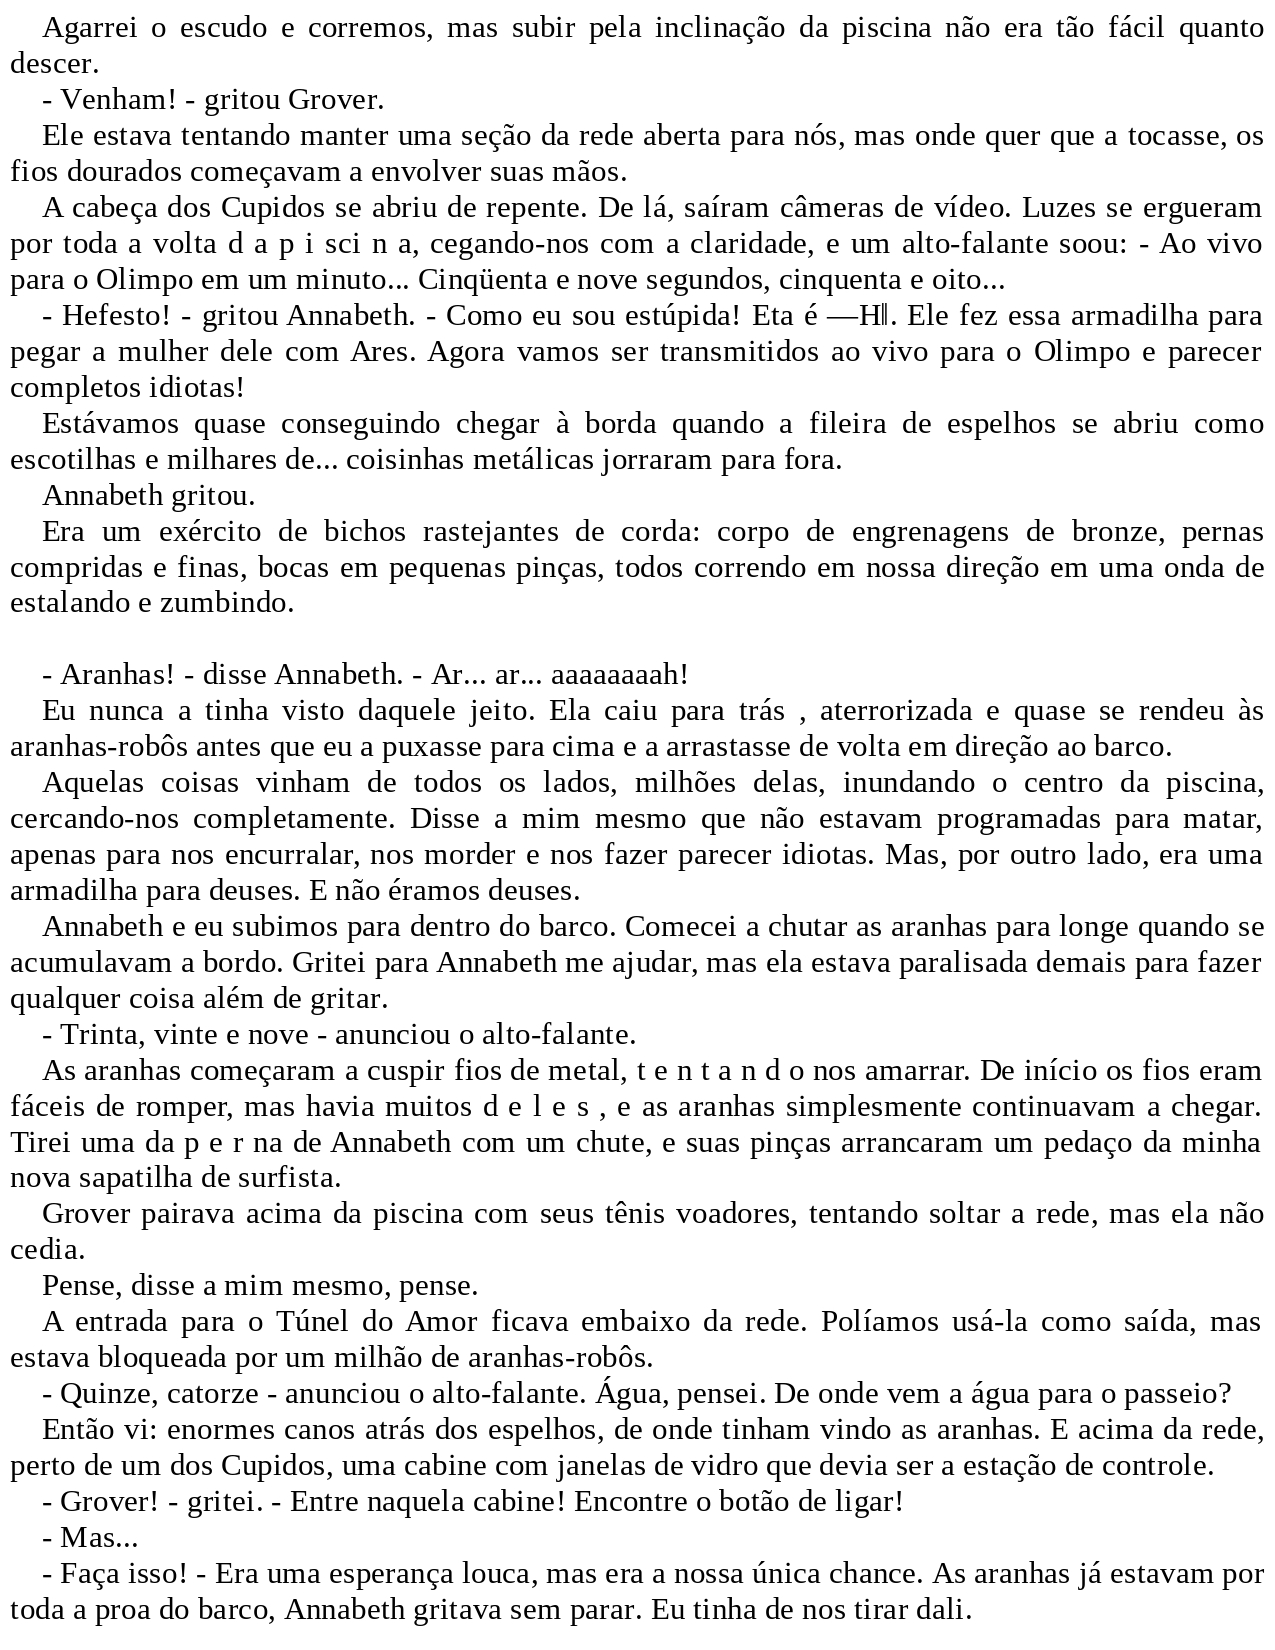 Agarrei o escudo e corremos, mas subir pela inclinação da piscina não era tão fácil quanto
descer.
- Venham! - gritou Grover.
Ele estava tentando manter uma seção da rede aberta para nós, mas onde quer que a tocasse, os
fios dourados começavam a envolver suas mãos.
A cabeça dos Cupidos se abriu de repente. De lá, saíram câmeras de vídeo. Luzes se ergueram
por toda a volta d a p i sci n a, cegando-nos com a claridade, e um alto-falante soou: - Ao vivo
para o Olimpo em um minuto... Cinqüenta e nove segundos, cinquenta e oito...
- Hefesto! - gritou Annabeth. - Como eu sou estúpida! Eta é ―H‖. Ele fez essa armadilha para
pegar a mulher dele com Ares. Agora vamos ser transmitidos ao vivo para o Olimpo e parecer
completos idiotas!
Estávamos quase conseguindo chegar à borda quando a fileira de espelhos se abriu como
escotilhas e milhares de... coisinhas metálicas jorraram para fora.
Annabeth gritou.
Era um exército de bichos rastejantes de corda: corpo de engrenagens de bronze, pernas
compridas e finas, bocas em pequenas pinças, todos correndo em nossa direção em uma onda de
estalando e zumbindo.
- Aranhas! - disse Annabeth. - Ar... ar... aaaaaaaah!
Eu nunca a tinha visto daquele jeito. Ela caiu para trás , aterrorizada e quase se rendeu às
aranhas-robôs antes que eu a puxasse para cima e a arrastasse de volta em direção ao barco.
Aquelas coisas vinham de todos os lados, milhões delas, inundando o centro da piscina,
cercando-nos completamente. Disse a mim mesmo que não estavam programadas para matar,
apenas para nos encurralar, nos morder e nos fazer parecer idiotas. Mas, por outro lado, era uma
armadilha para deuses. E não éramos deuses.
Annabeth e eu subimos para dentro do barco. Comecei a chutar as aranhas para longe quando se
acumulavam a bordo. Gritei para Annabeth me ajudar, mas ela estava paralisada demais para fazer
qualquer coisa além de gritar.
- Trinta, vinte e nove - anunciou o alto-falante.
As aranhas começaram a cuspir fios de metal, t e n t a n d o nos amarrar. De início os fios eram
fáceis de romper, mas havia muitos d e l e s , e as aranhas simplesmente continuavam a chegar.
Tirei uma da p e r na de Annabeth com um chute, e suas pinças arrancaram um pedaço da minha
nova sapatilha de surfista.
Grover pairava acima da piscina com seus tênis voadores, tentando soltar a rede, mas ela não
cedia.
Pense, disse a mim mesmo, pense.
A entrada para o Túnel do Amor ficava embaixo da rede. Políamos usá-la como saída, mas
estava bloqueada por um milhão de aranhas-robôs.
- Quinze, catorze - anunciou o alto-falante. Água, pensei. De onde vem a água para o passeio?
Então vi: enormes canos atrás dos espelhos, de onde tinham vindo as aranhas. E acima da rede,
perto de um dos Cupidos, uma cabine com janelas de vidro que devia ser a estação de controle.
- Grover! - gritei. - Entre naquela cabine! Encontre o botão de ligar!
- Mas...
- Faça isso! - Era uma esperança louca, mas era a nossa única chance. As aranhas já estavam por
toda a proa do barco, Annabeth gritava sem parar. Eu tinha de nos tirar dali.